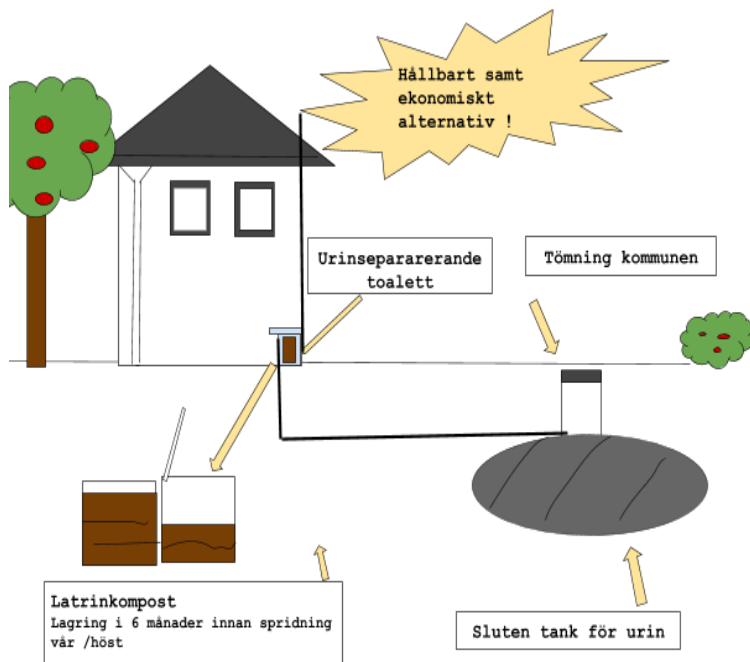 Hållbart samt
ekonomiskt
alternativ !
Urinsepararerande
toalett
Tömning kommunen
Latrinkompost
Lagring i 6 månader innan spridning
vår /höst
Sluten tank för urin